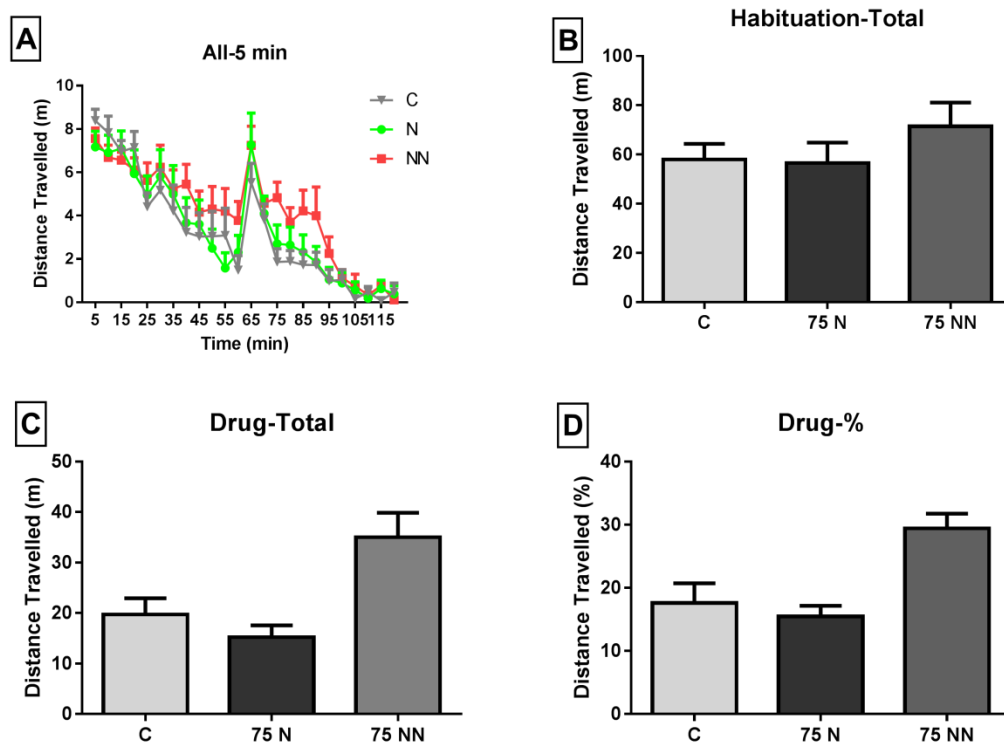 A
All-5 min
Distance Travelled (m)
10
8
6
4
2
0
5 15 25 35 45 55 65 75 85 95 1051115
Time (min)
C
N
NN
B
Habituation-Total
Distance Travelled (m)
100
80
60
40
20
0
C 75 N 75 NN
C
Drug-Total
Distance Travelled (m)
50
40
30
20
10
0
C 75 N 75 NN
D
Drug-%
Distance Travelled (%)
40
30
20
10
0
C 75 N 75 NN